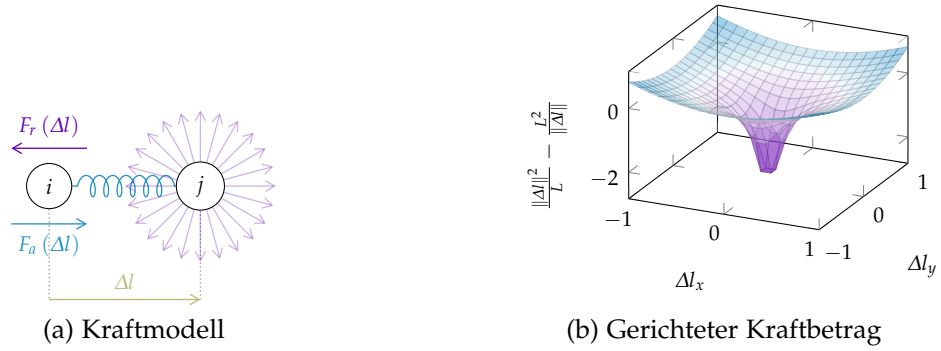 F_r (Δl)
i
j
F_a (Δl)
Δl
(a) Kraftmodell
‖Δl‖²/L − L²/‖Δl‖
0
−2
−1
0
1
Δl_x
−1
0
1
Δl_y
(b) Gerichteter Kraftbetrag